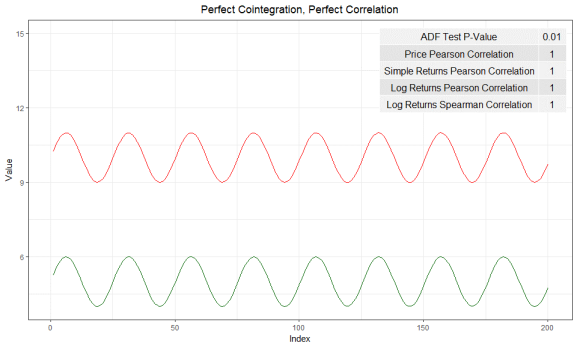 Perfect Cointegration, Perfect Correlation
15
ADF Test P-Value 0.01
Price Pearson Correlation 1
Simple Returns Pearson Correlation 1
Log Returns Pearson Correlation 1
Log Returns Spearman Correlation 1
12
Value
9
6
0 50 100 150 200
Index